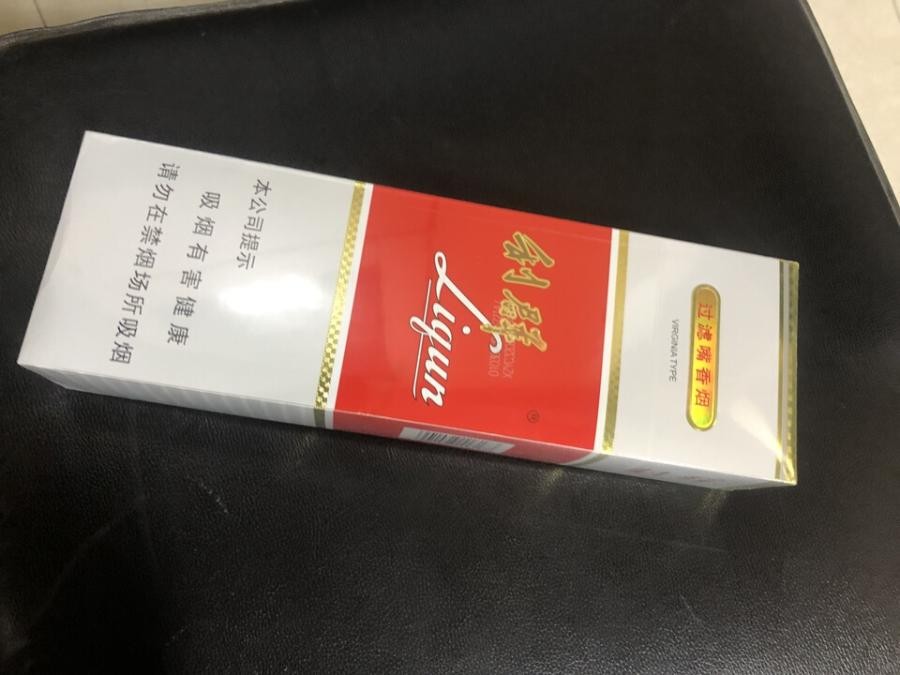 过滤嘴香烟
VIRGINIA TYPE
利群
Liqun
®
本公司提示
吸烟有害健康
请勿在禁烟场所吸烟